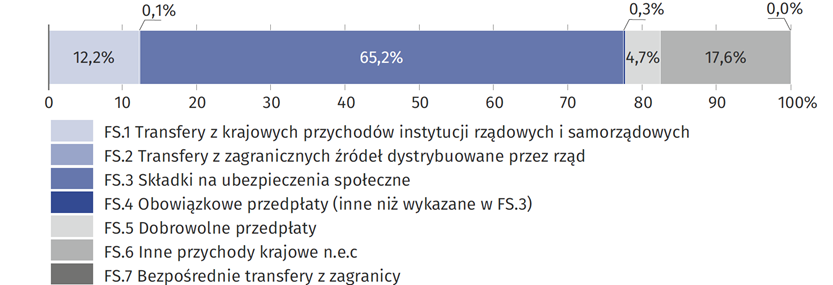 0,1% 0,3% 0,0%
12,2% 65,2% 4,7% 17,6%
0 10 20 30 40 50 60 70 80 90 100%
FS.1 Transfery z krajowych przychodów instytucji rządowych i samorządowych
FS.2 Transfery z zagranicznych źródeł dystrybuowane przez rząd
FS.3 Składki na ubezpieczenia społeczne
FS.4 Obowiązkowe przedpłaty (inne niż wykazane w FS.3)
FS.5 Dobrowolne przedpłaty
FS.6 Inne przychody krajowe n.e.c
FS.7 Bezpośrednie transfery z zagranicy